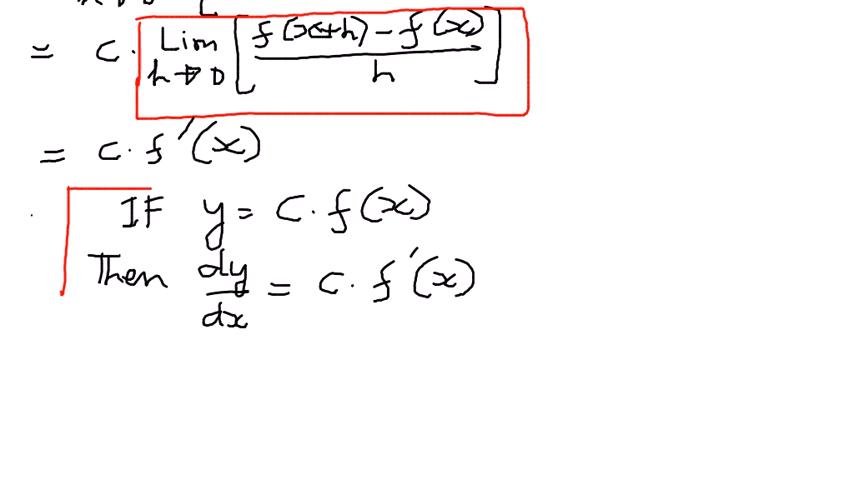 = C. Lim h→0 [ f(x+h) - f(x) / h ]
= C. f'(x)
IF y = C. f(x)
Then dy/dx = C. f'(x)